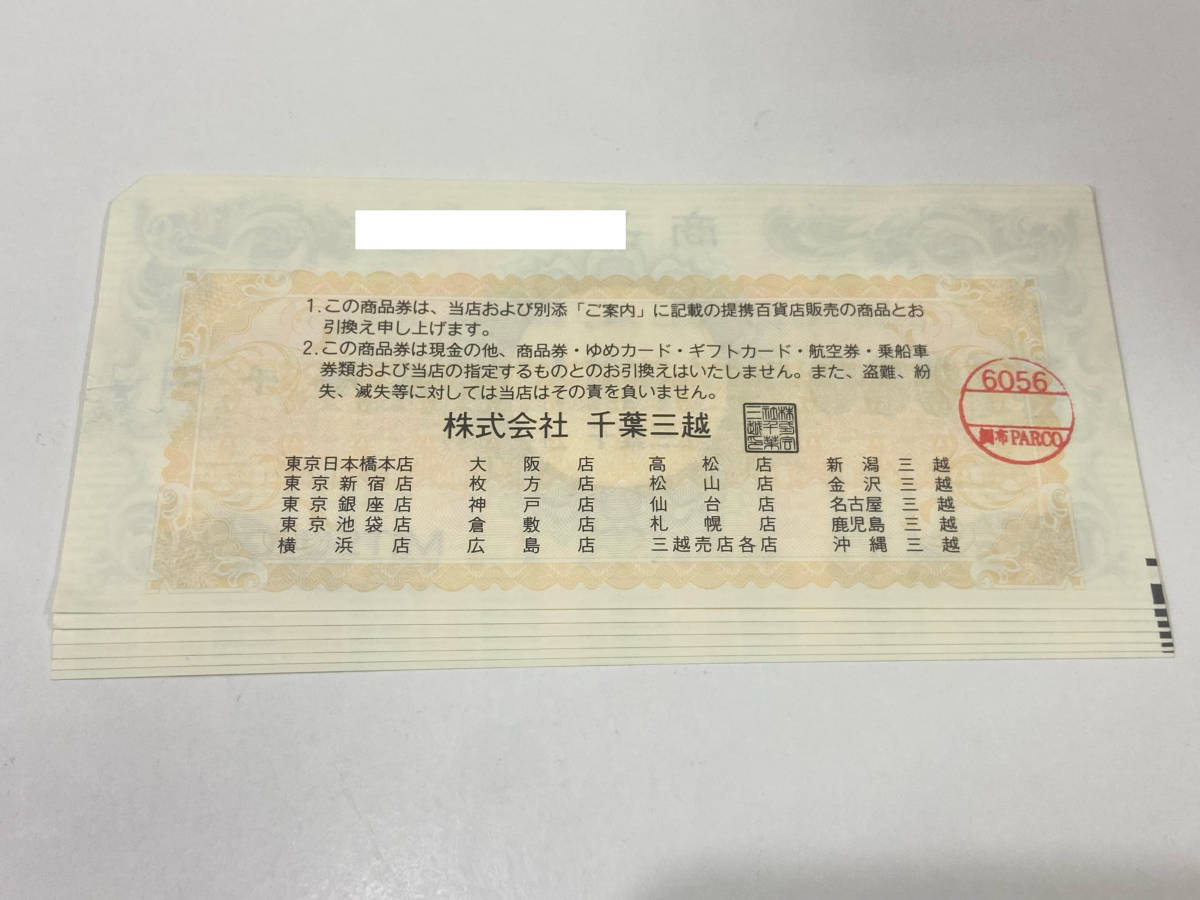 1.この商品券は、当店および別添「ご案内」に記載の提携百貨店販売の商品とお
引換え申し上げます。
2.この商品券は現金の他、商品券・ゆめカード・ギフトカード・航空券・乗船車
券類および当店の指定するものとのお引換えはいたしません。また、盗難、紛
失、滅失等に対しては当店はその責を負いません。
株式会社 千葉三越
東京日本橋本店 大阪店 高松店 新潟三越
東京新宿店 枚方店 松山店 金沢三越
東京銀座店 神戸店 仙台店 名古屋三越
東京池袋店 倉敷店 札幌店 鹿児島三越
横浜店 広島店 三越売店各店 沖縄三越
6056
調布PARCO